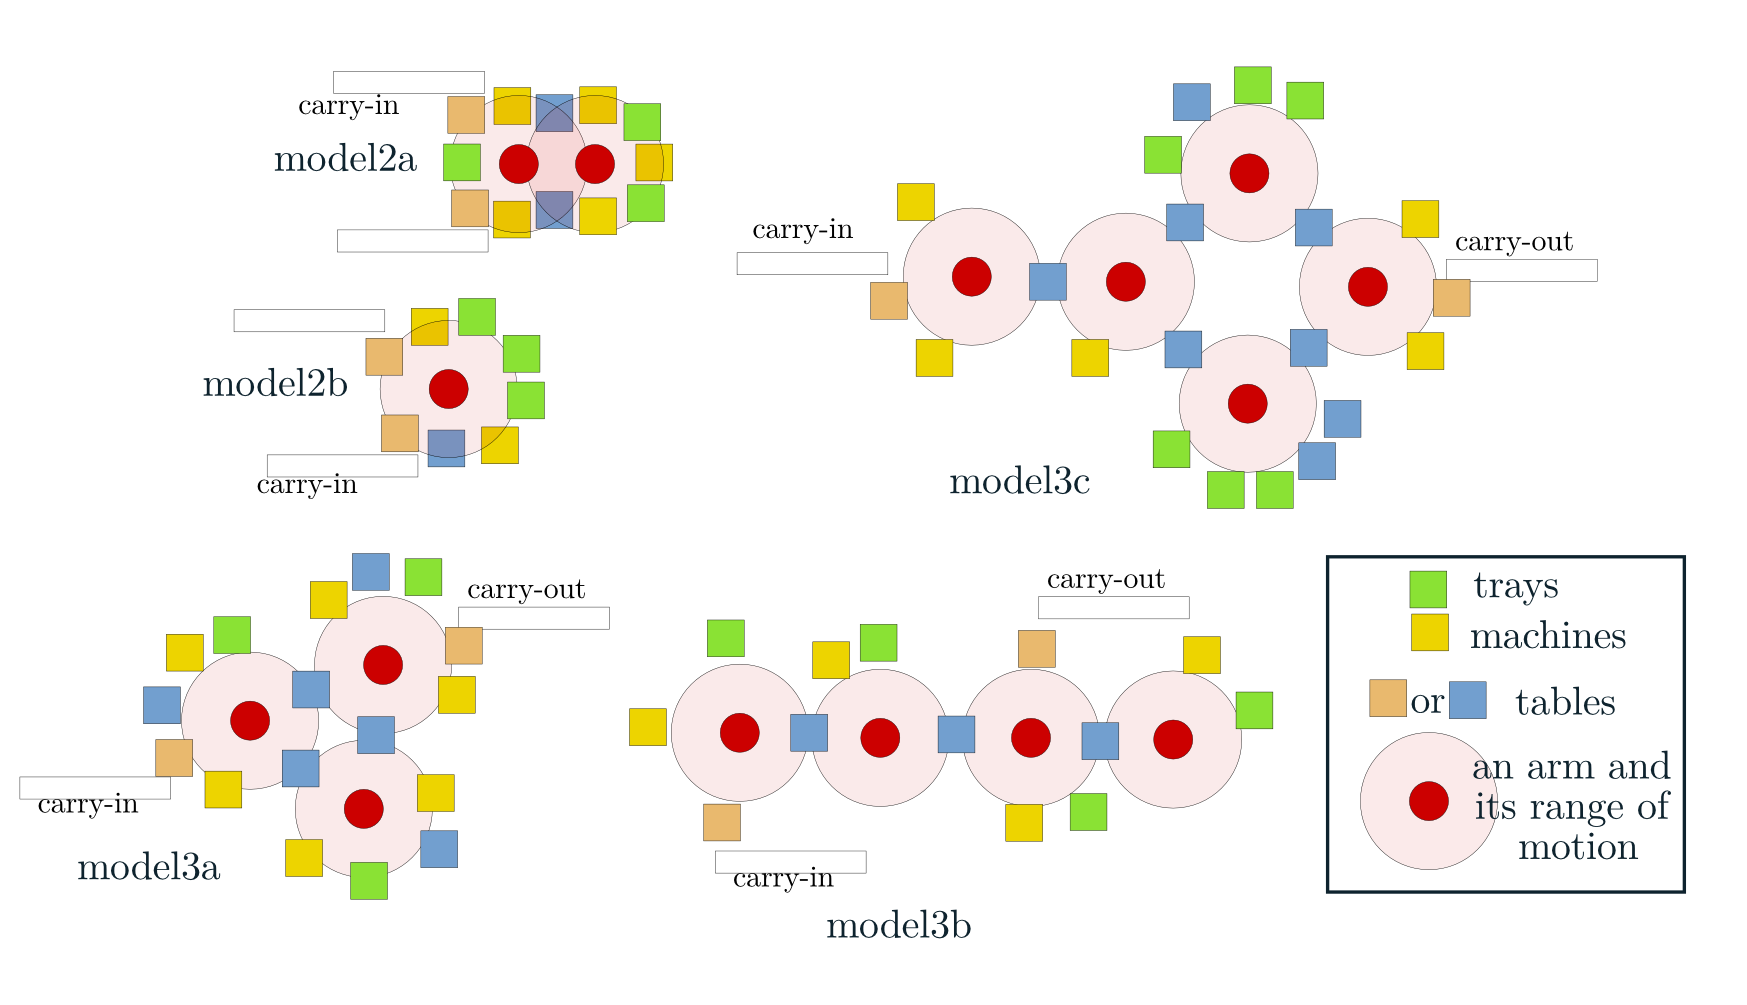 carry-in
model2a
model2b
carry-in
carry-in
carry-out
model3c
carry-out
carry-in
model3a
carry-out
carry-in
model3b
trays
machines
or tables
an arm and
its range of
motion